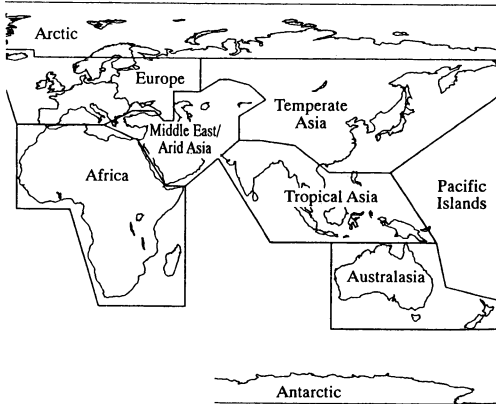 Arctic
Europe
Temperate
Asia
Middle East/
Arid Asia
Africa
Tropical Asia
Pacific
Islands
Australasia
Antarctic